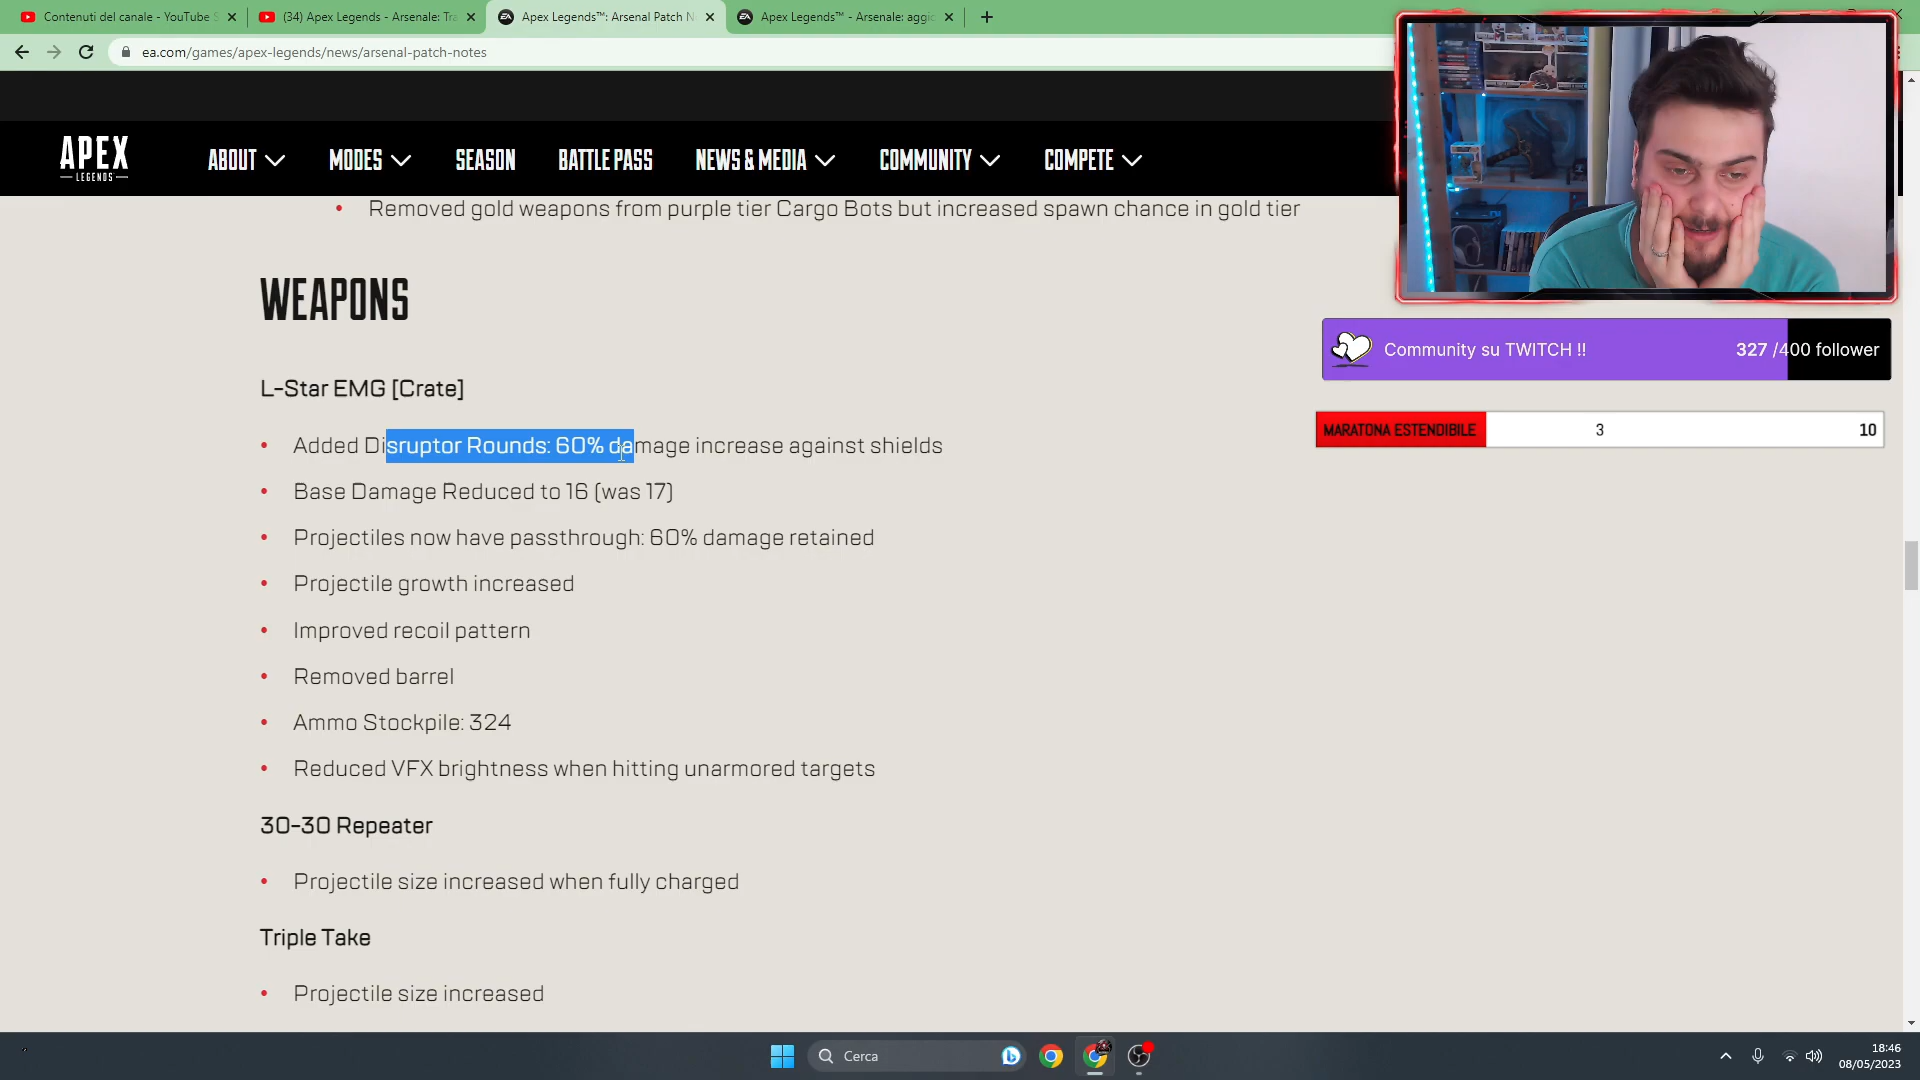 Contenuti del canale - YouTube S
(34) Apex Legends - Arsenale: Tra
Apex Legends™: Arsenal Patch N
Apex Legends™ - Arsenale: aggio
ea.com/games/apex-legends/news/arsenal-patch-notes
APEX
LEGENDS
ABOUT
MODES
SEASON
BATTLE PASS
NEWS & MEDIA
COMMUNITY
COMPETE
• Removed gold weapons from purple tier Cargo Bots but increased spawn chance in gold tier
WEAPONS
Community su TWITCH !!
327 /400 follower
L-Star EMG [Crate]
MARATONA ESTENDIBILE
3
10
• Added Disruptor Rounds: 60% damage increase against shields
• Base Damage Reduced to 16 (was 17)
• Projectiles now have passthrough: 60% damage retained
• Projectile growth increased
• Improved recoil pattern
• Removed barrel
• Ammo Stockpile: 324
• Reduced VFX brightness when hitting unarmored targets
30-30 Repeater
• Projectile size increased when fully charged
Triple Take
• Projectile size increased
Cerca
18:46
08/05/2023